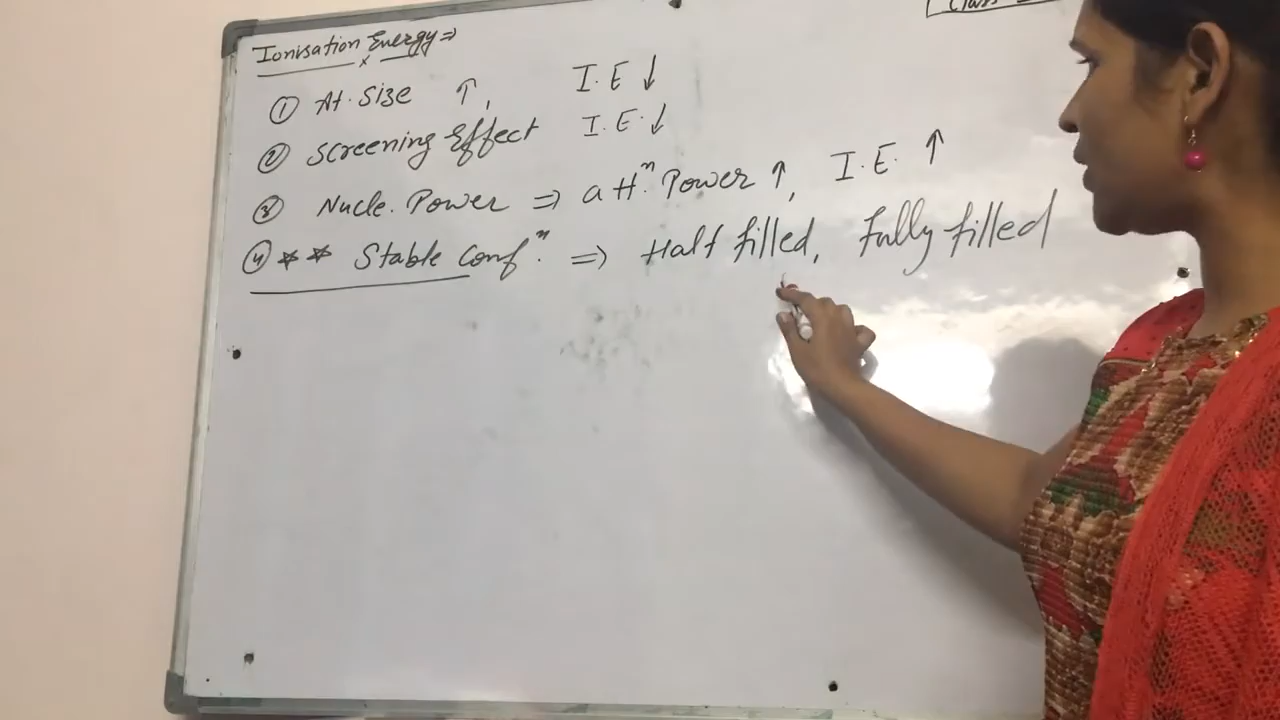 Class
Ionisation Energy ⇒
① At. Size ↑, I.E ↓
② Screening Effect I.E. ↓
③ Nucle. Power ⇒ attⁿ. Power ↑, I.E. ↑
④ ** Stable Confⁿ. ⇒ Half filled, fully filled